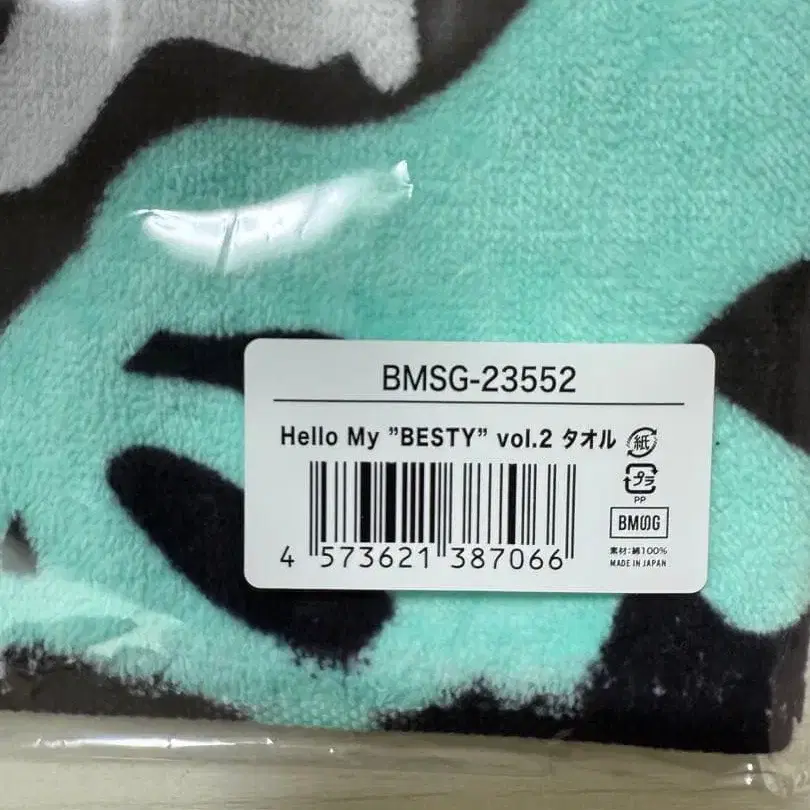 BMSG-23552
Hello My ”BESTY” vol.2 タオル
紙
プラ
PP
BMSG
素材:綿100%
MADE IN JAPAN
4 573621 387066